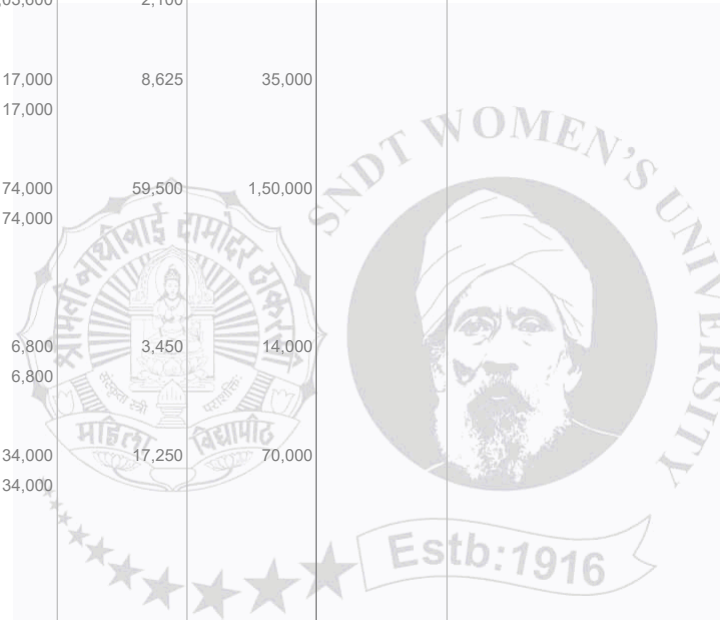 2,100
17,000 8,625 35,000
17,000
74,000 59,500 1,50,000
74,000
6,800 3,450 14,000
6,800
34,000 17,250 70,000
34,000
SNDT WOMEN'S UNIVERSITY
श्रीमती नाथीबाई दामोदर ठाकरसी
संस्कृता स्त्री पराशक्ति:
महिला विद्यापीठ
Estb:1916